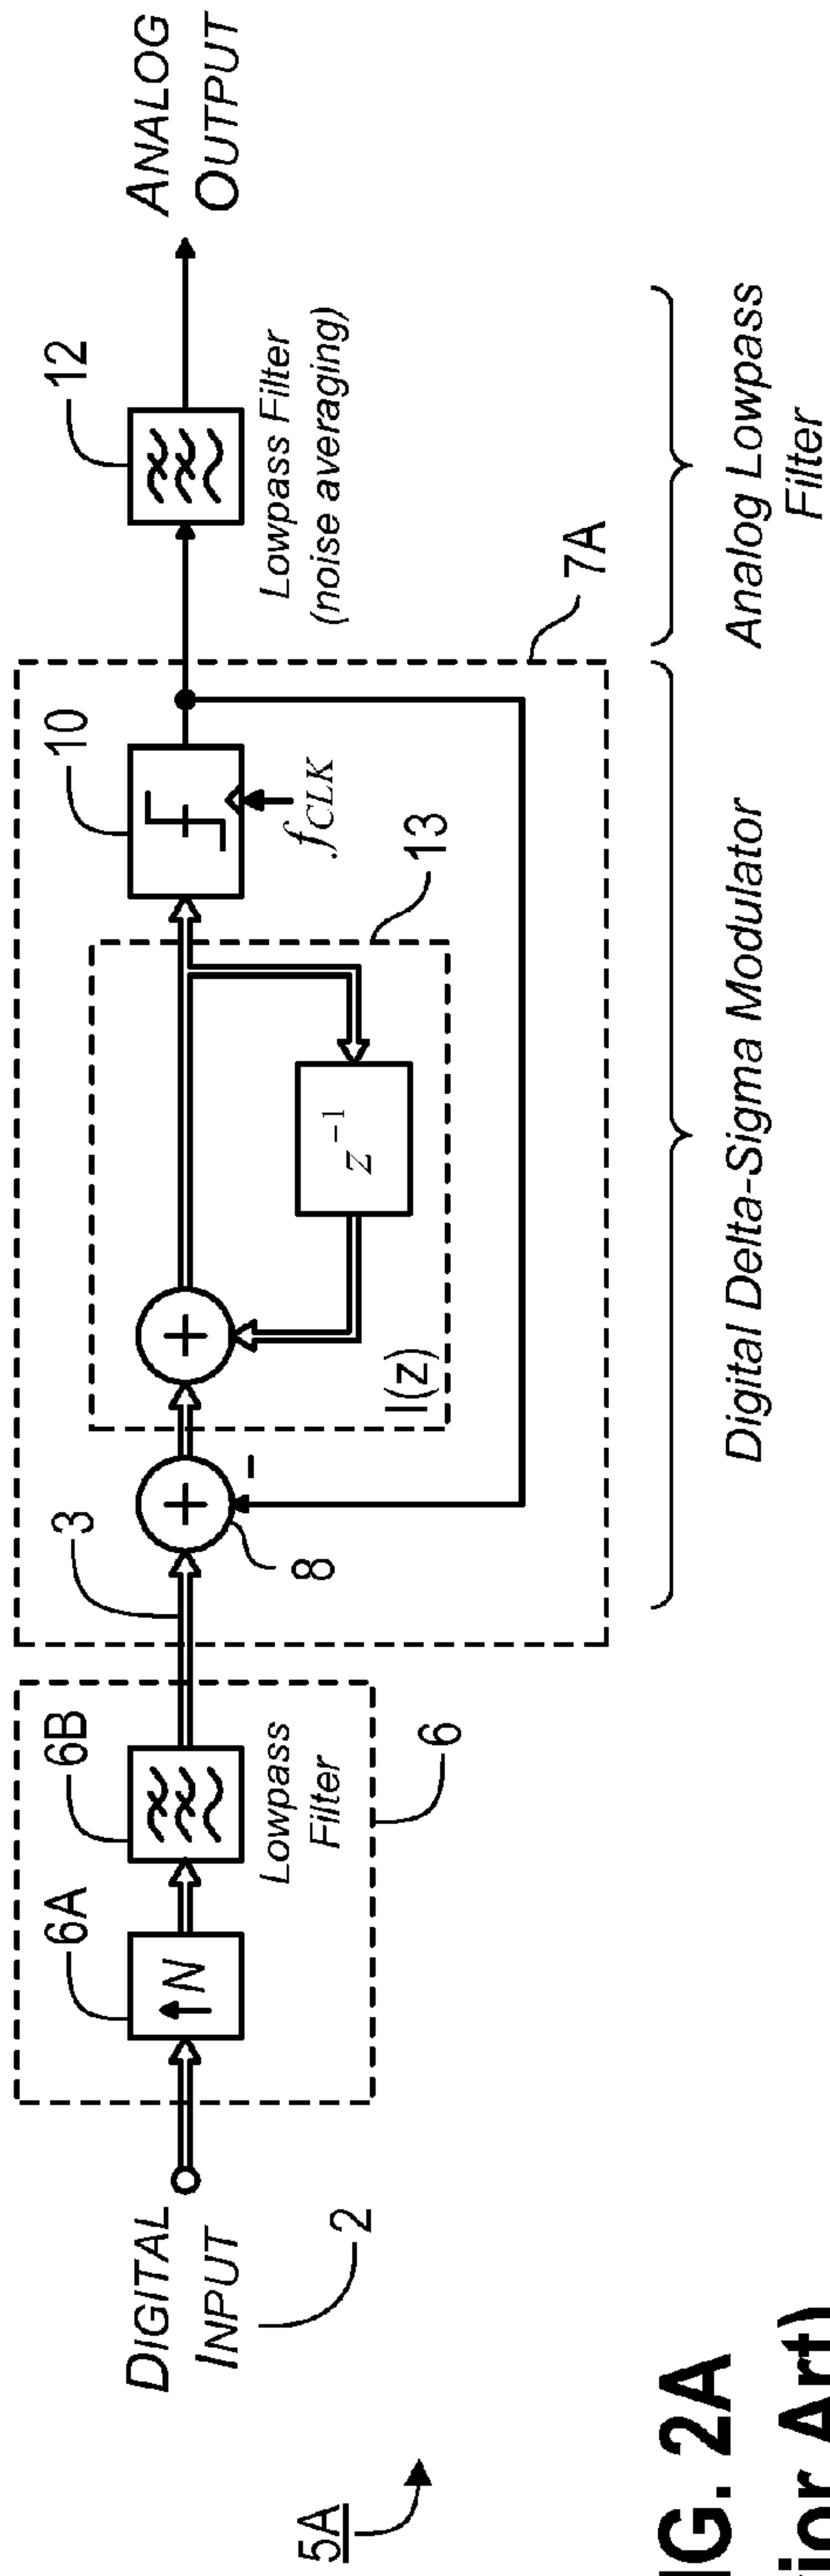 DIGITAL
INPUT
2
6A
↑N
6B
Lowpass
Filter
6
3
8
−
+
+
I(z)
z⁻¹
13
10
fCLK
7A
12
Lowpass Filter
(noise averaging)
ANALOG
OUTPUT
Digital Delta-Sigma Modulator
Analog Lowpass
Filter
5A
G. 2A
ior Art)